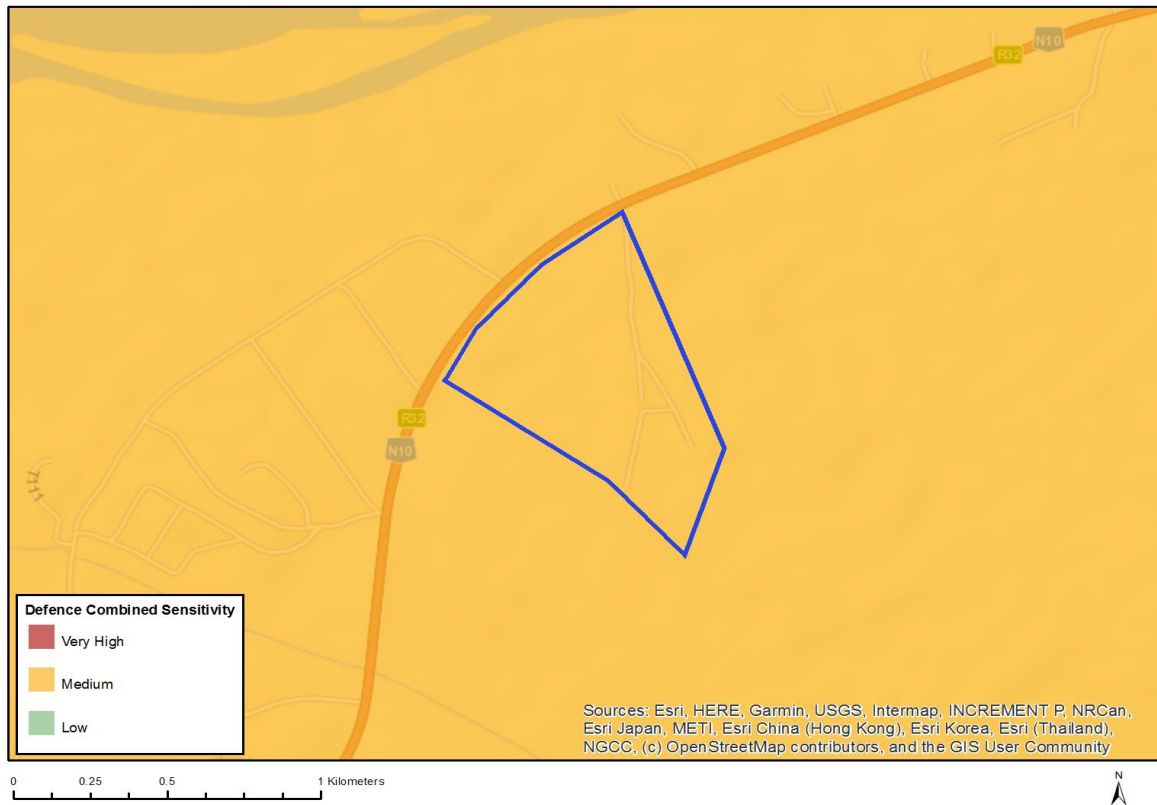 N10
R32
R32
N10
Defence Combined Sensitivity
Very High
Medium
Low
Sources: Esri, HERE, Garmin, USGS, Intermap, INCREMENT P, NRCan,
Esri Japan, METI, Esri China (Hong Kong), Esri Korea, Esri (Thailand),
NGCC, (c) OpenStreetMap contributors, and the GIS User Community
0 0.25 0.5 1 Kilometers
N